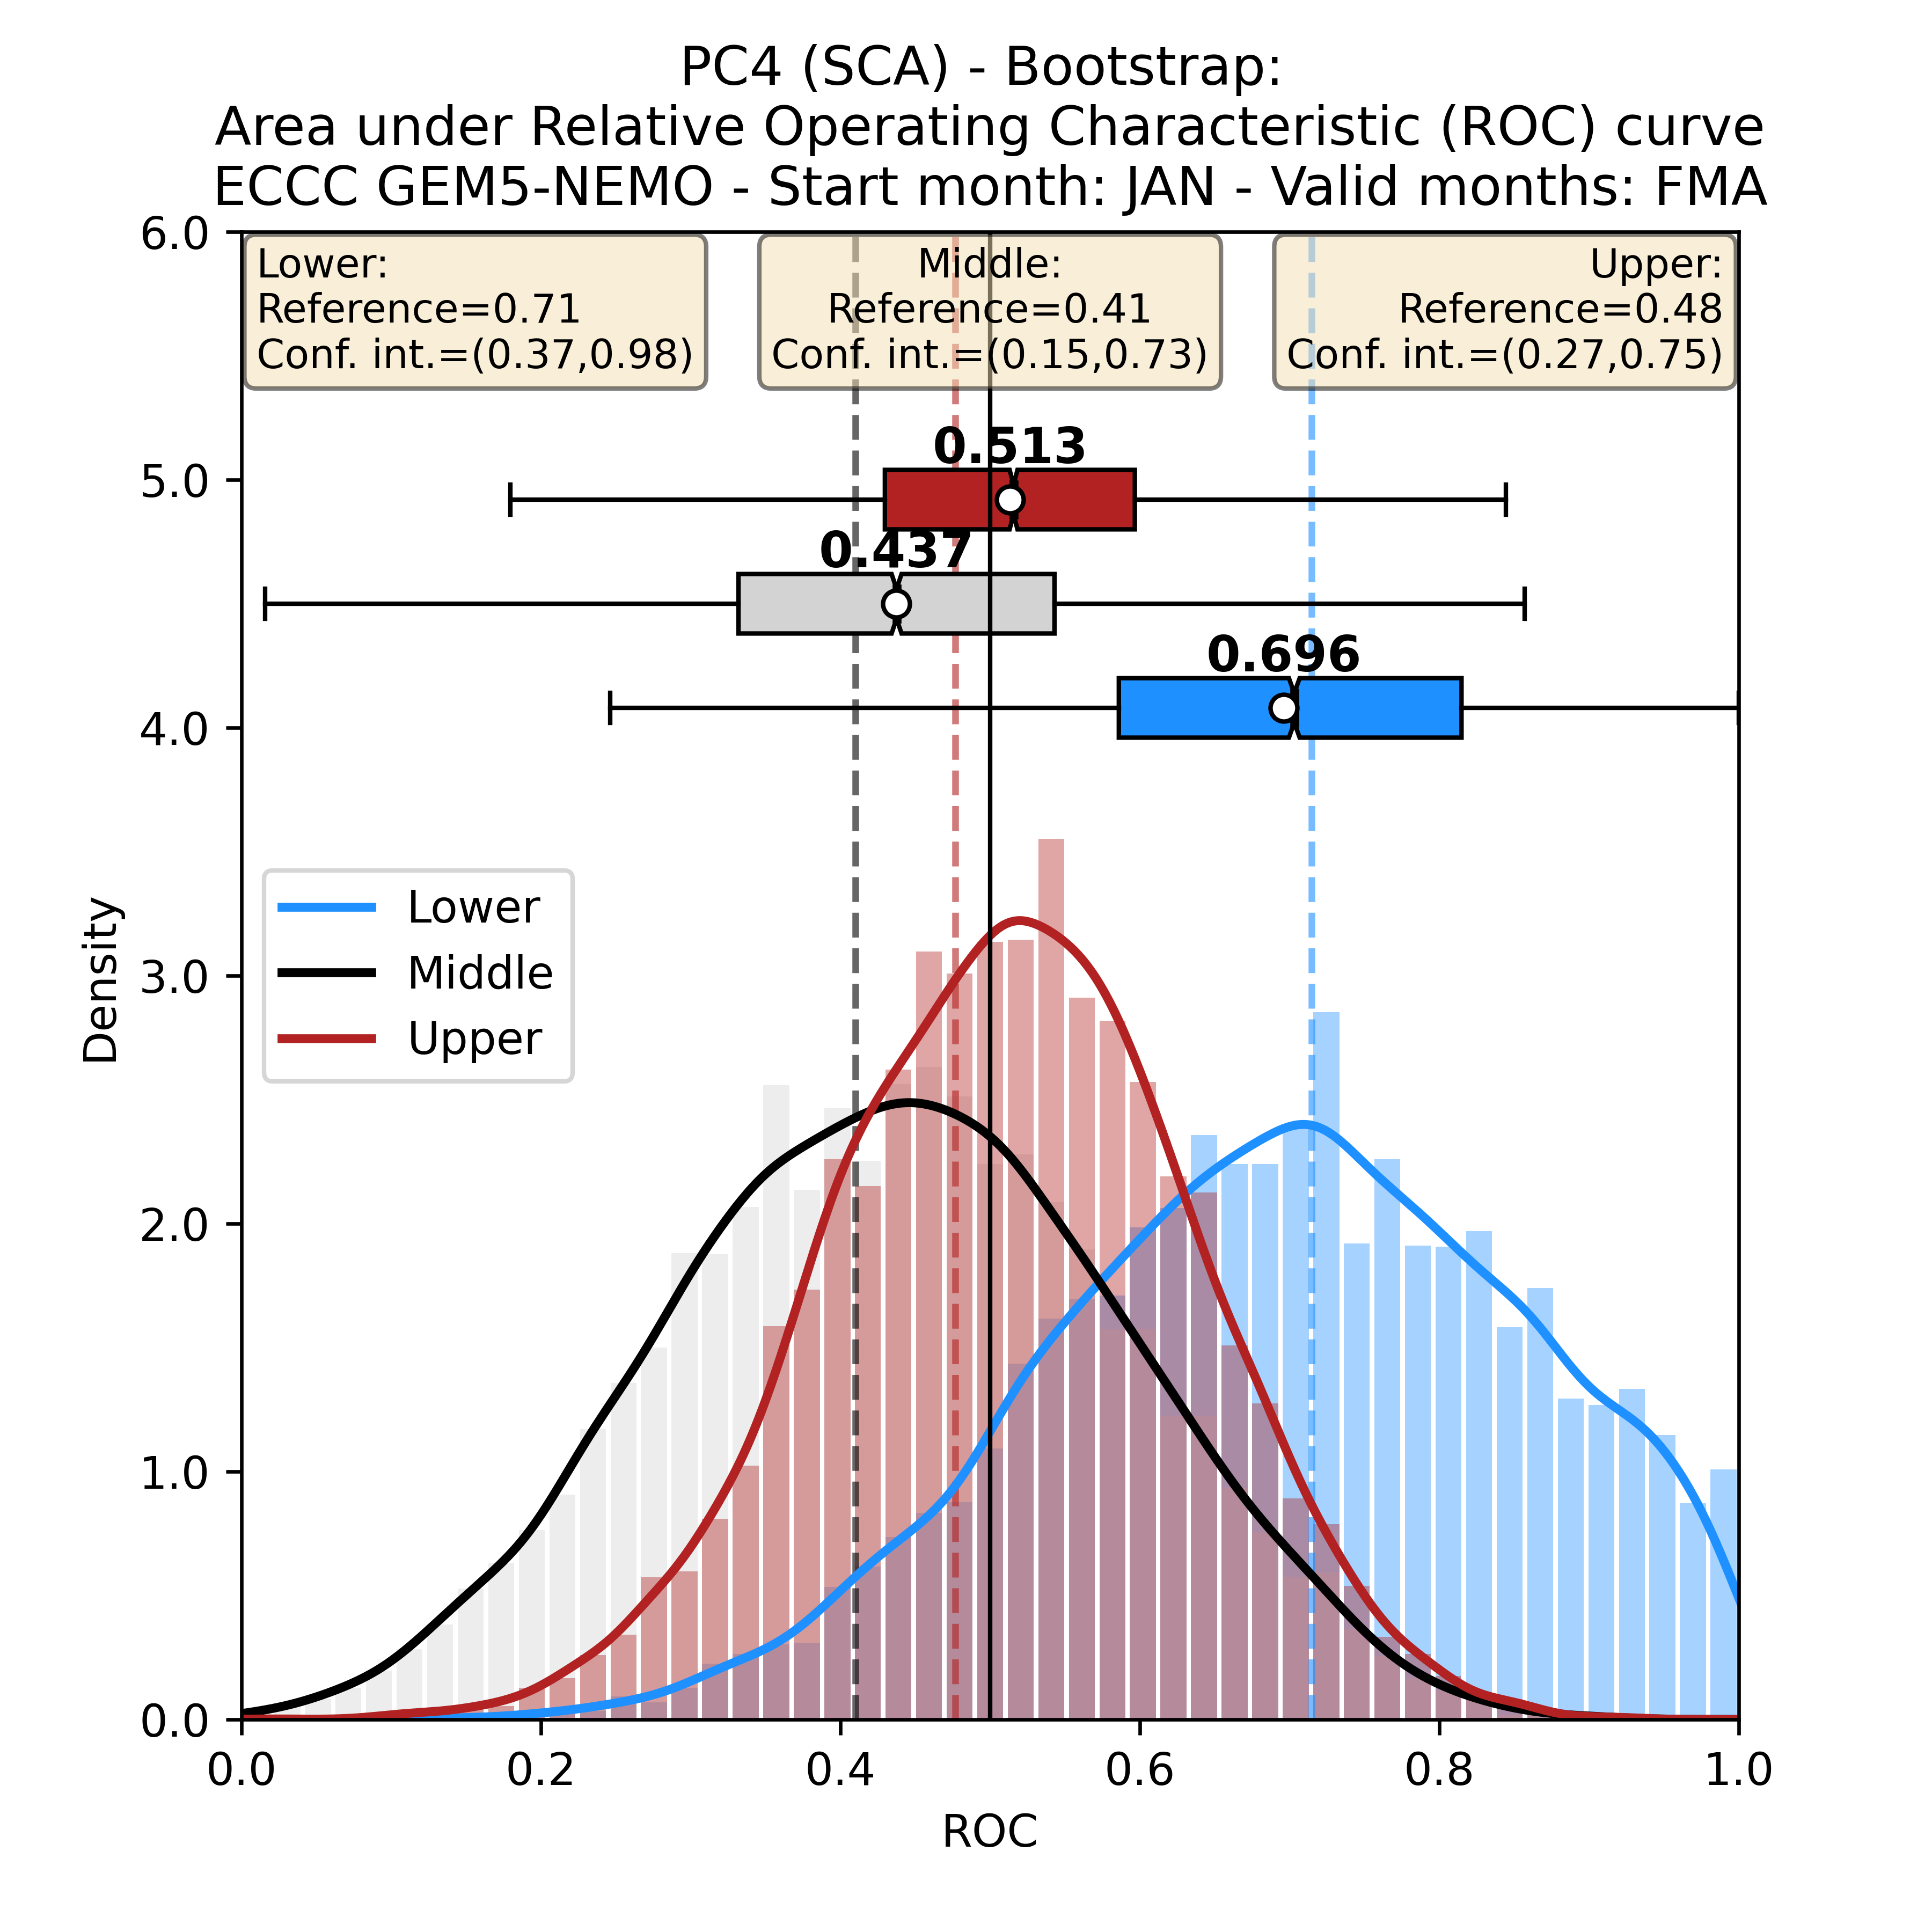 PC4 (SCA) - Bootstrap:
Area under Relative Operating Characteristic (ROC) curve
ECCC GEM5-NEMO - Start month: JAN - Valid months: FMA
Lower:
Reference=0.71
Conf. int.=(0.37,0.98)
Middle:
Reference=0.41
Conf. int.=(0.15,0.73)
Upper:
Reference=0.48
Conf. int.=(0.27,0.75)
0.513
0.437
0.696
Lower
Middle
Upper
Density
6.0
5.0
4.0
3.0
2.0
1.0
0.0
0.0 0.2 0.4 0.6 0.8 1.0
ROC